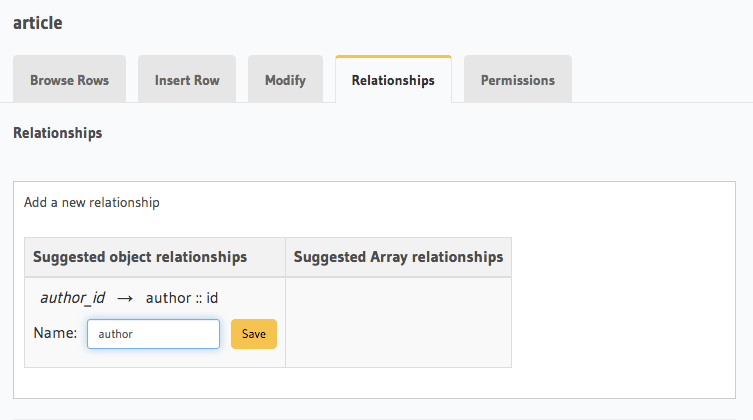 article
Browse Rows Insert Row Modify Relationships Permissions
Relationships
Add a new relationship
Suggested object relationships Suggested Array relationships
author_id → author :: id
Name: author Save